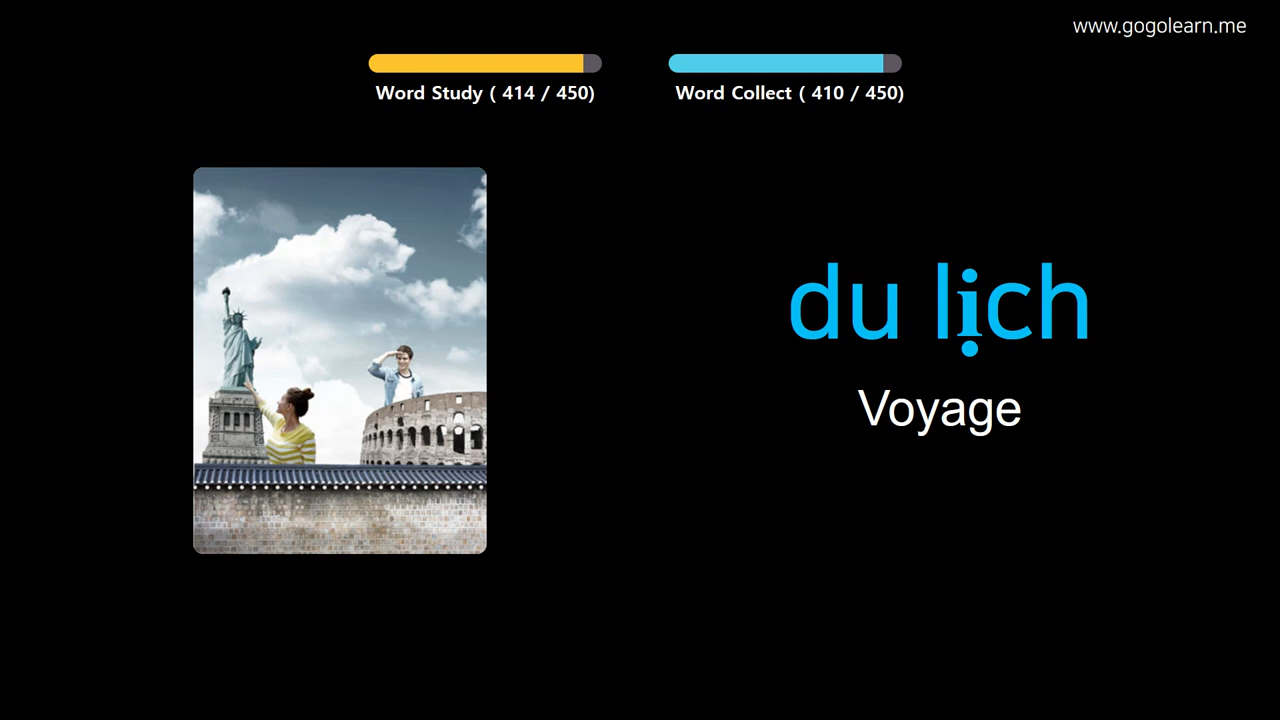 www.gogolearn.me
Word Study ( 414 / 450)
Word Collect ( 410 / 450)
du lịch
Voyage